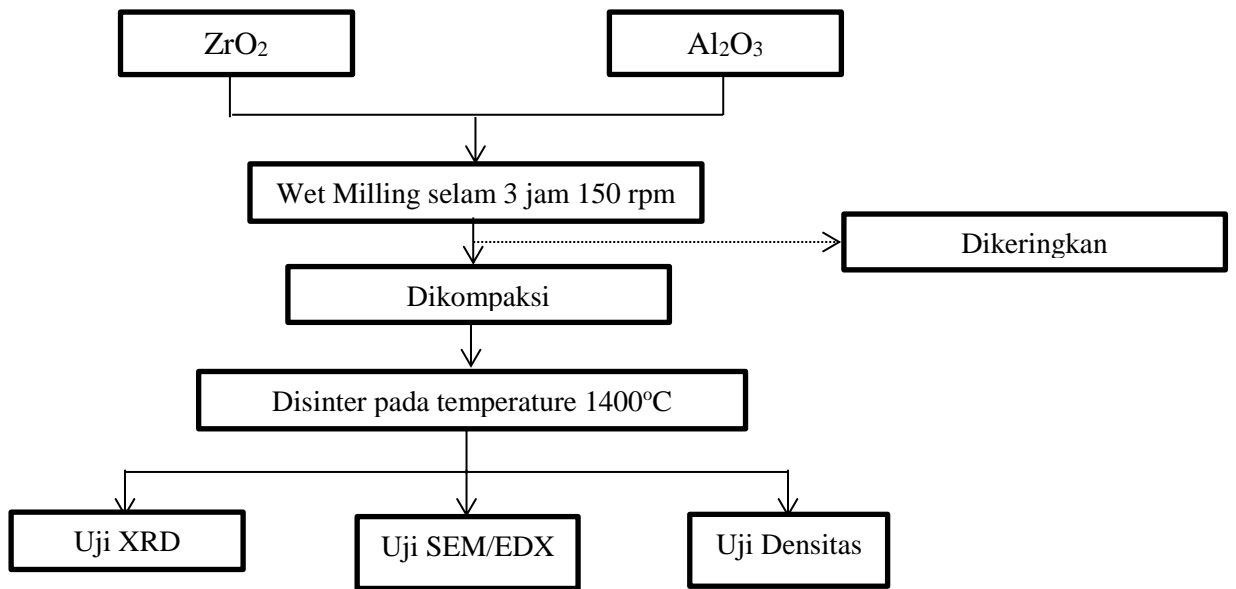 ZrO₂
Al₂O₃
Wet Milling selam 3 jam 150 rpm
Dikeringkan
Dikompaksi
Disinter pada temperature 1400ºC
Uji XRD
Uji SEM/EDX
Uji Densitas